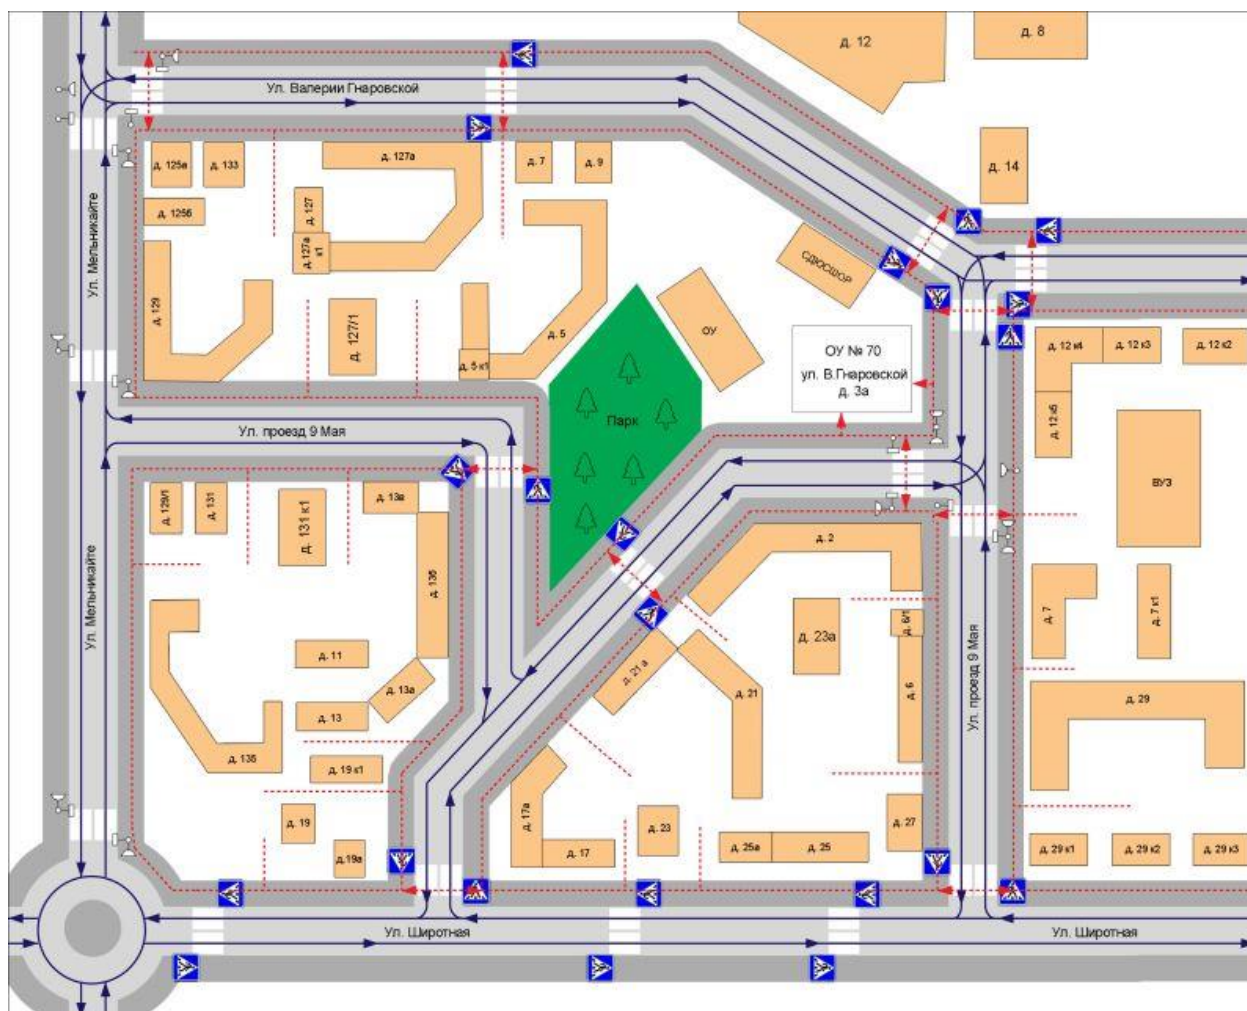 д. 12
д. 8
Ул. Валерии Гнаровской
д. 125а
д. 133
д. 127а
д. 7
д. 9
д. 14
д. 125б
д. 127
д.127а
к1
СДЮСШОР
Ул. Мельникайте
д. 129
д. 127/1
д. 5
д. 5 к1
ОУ
ОУ № 70
ул. В.Гнаровской
д. 3а
д. 12 к4
д. 12 к3
д. 12 к2
д. 12 к5
Парк
Ул. проезд 9 Мая
ВУЗ
д. 129/1
д. 131
д. 131 к1
д. 13а
д. 135
д. 2
Ул. Мельникайте
д. 11
д. 13а
д. 13
д. 135
д. 19 к1
д. 19
д.19а
д. 21 а
д. 21
д. 23а
д. 6/1
д. 6
Ул. проезд 9 Мая
д. 7
д. 7 к1
д. 29
д. 17а
д. 17
д. 23
д. 25а
д. 25
д. 27
д. 29 к1
д. 29 к2
д. 29 к3
Ул. Широтная
Ул. Широтная